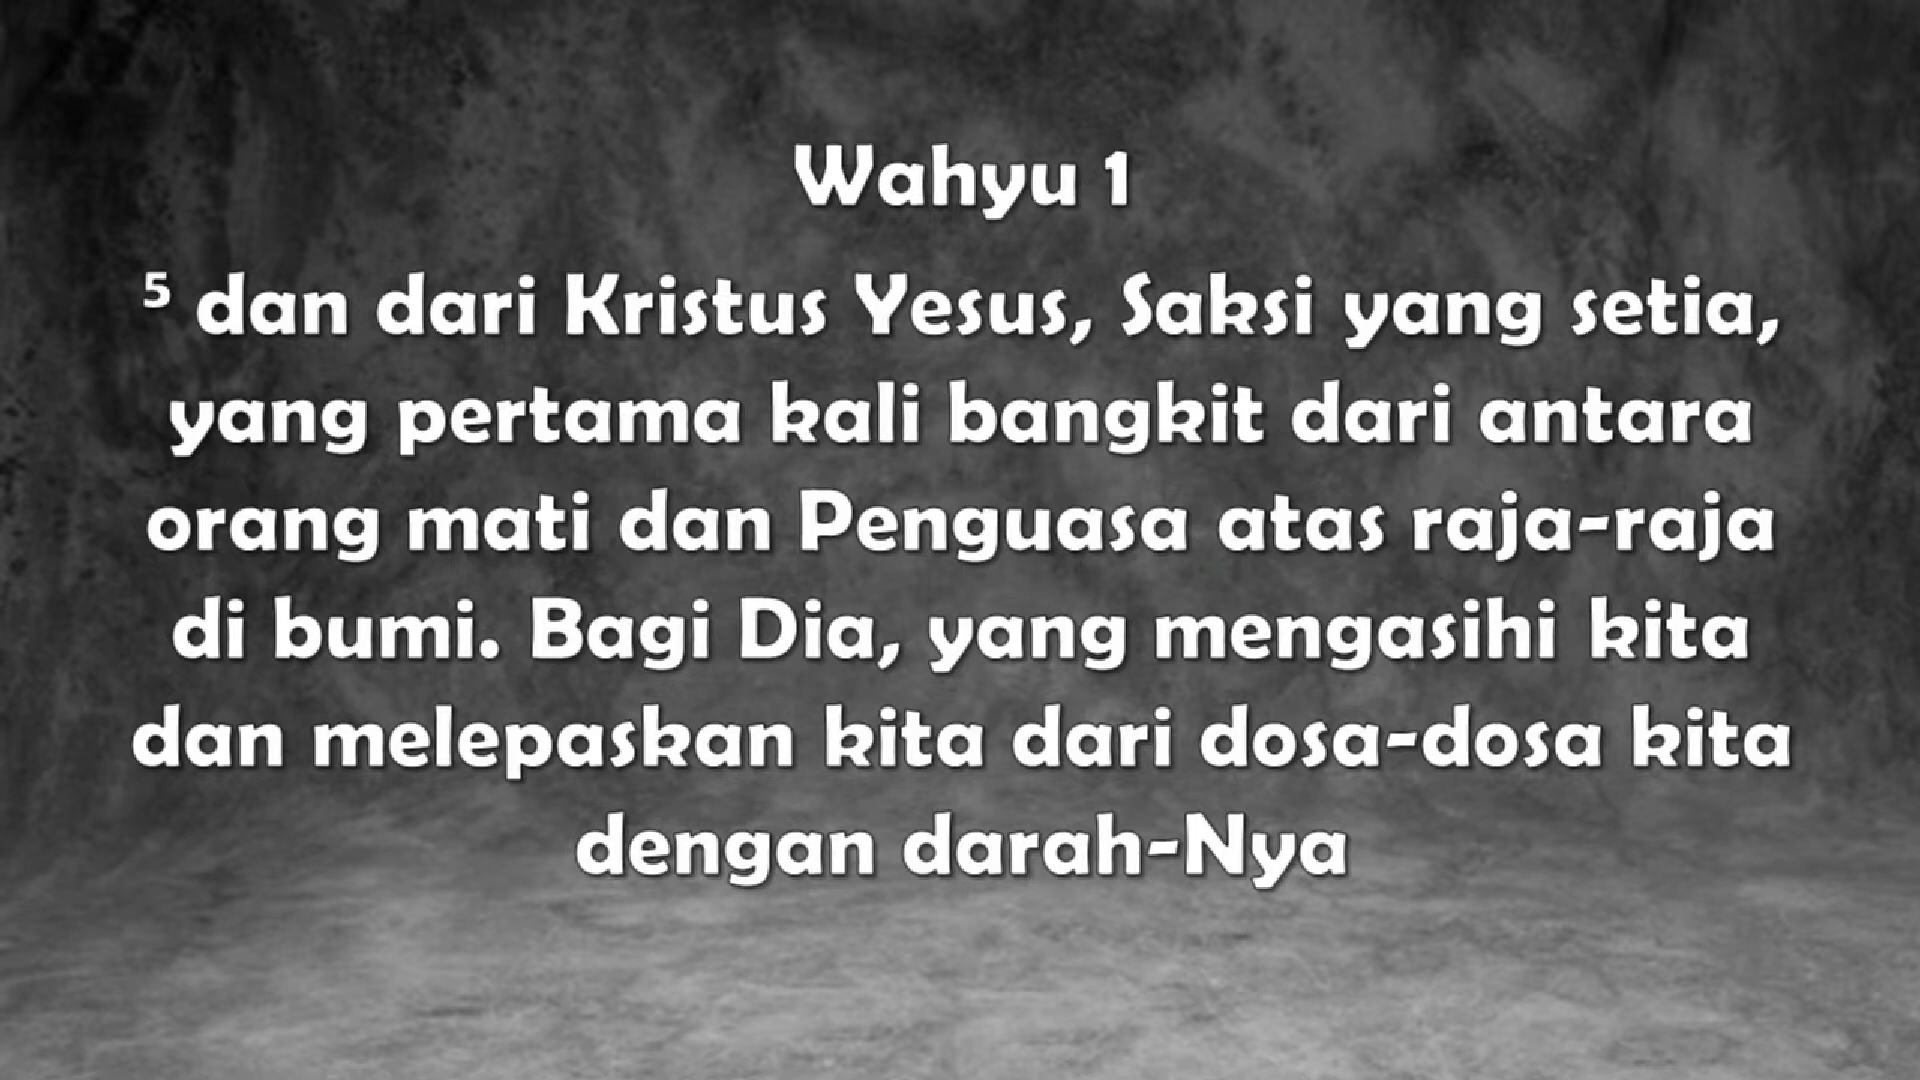 Wahyu 1
⁵ dan dari Kristus Yesus, Saksi yang setia,
yang pertama kali bangkit dari antara
orang mati dan Penguasa atas raja-raja
di bumi. Bagi Dia, yang mengasihi kita
dan melepaskan kita dari dosa-dosa kita
dengan darah-Nya